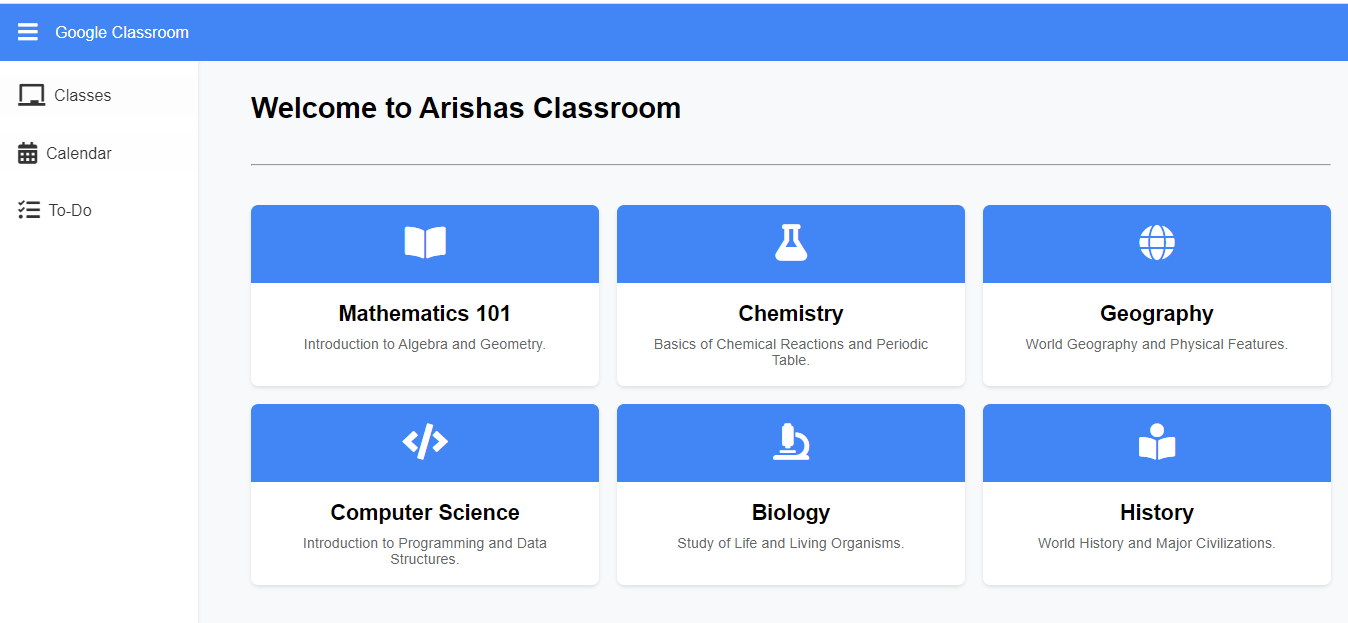 Google Classroom
Classes
Calendar
To-Do
Welcome to Arishas Classroom
Mathematics 101
Introduction to Algebra and Geometry.
Chemistry
Basics of Chemical Reactions and Periodic
Table.
Geography
World Geography and Physical Features.
Computer Science
Introduction to Programming and Data
Structures.
Biology
Study of Life and Living Organisms.
History
World History and Major Civilizations.